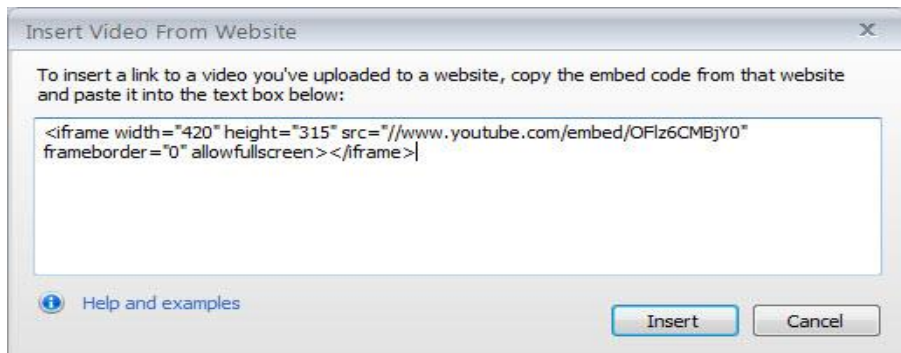 Insert Video From Website
To insert a link to a video you've uploaded to a website, copy the embed code from that website
and paste it into the text box below:
<iframe width="420" height="315" src="//www.youtube.com/embed/OFlz6CMBjY0"
frameborder="0" allowfullscreen></iframe>
Help and examples
Insert
Cancel